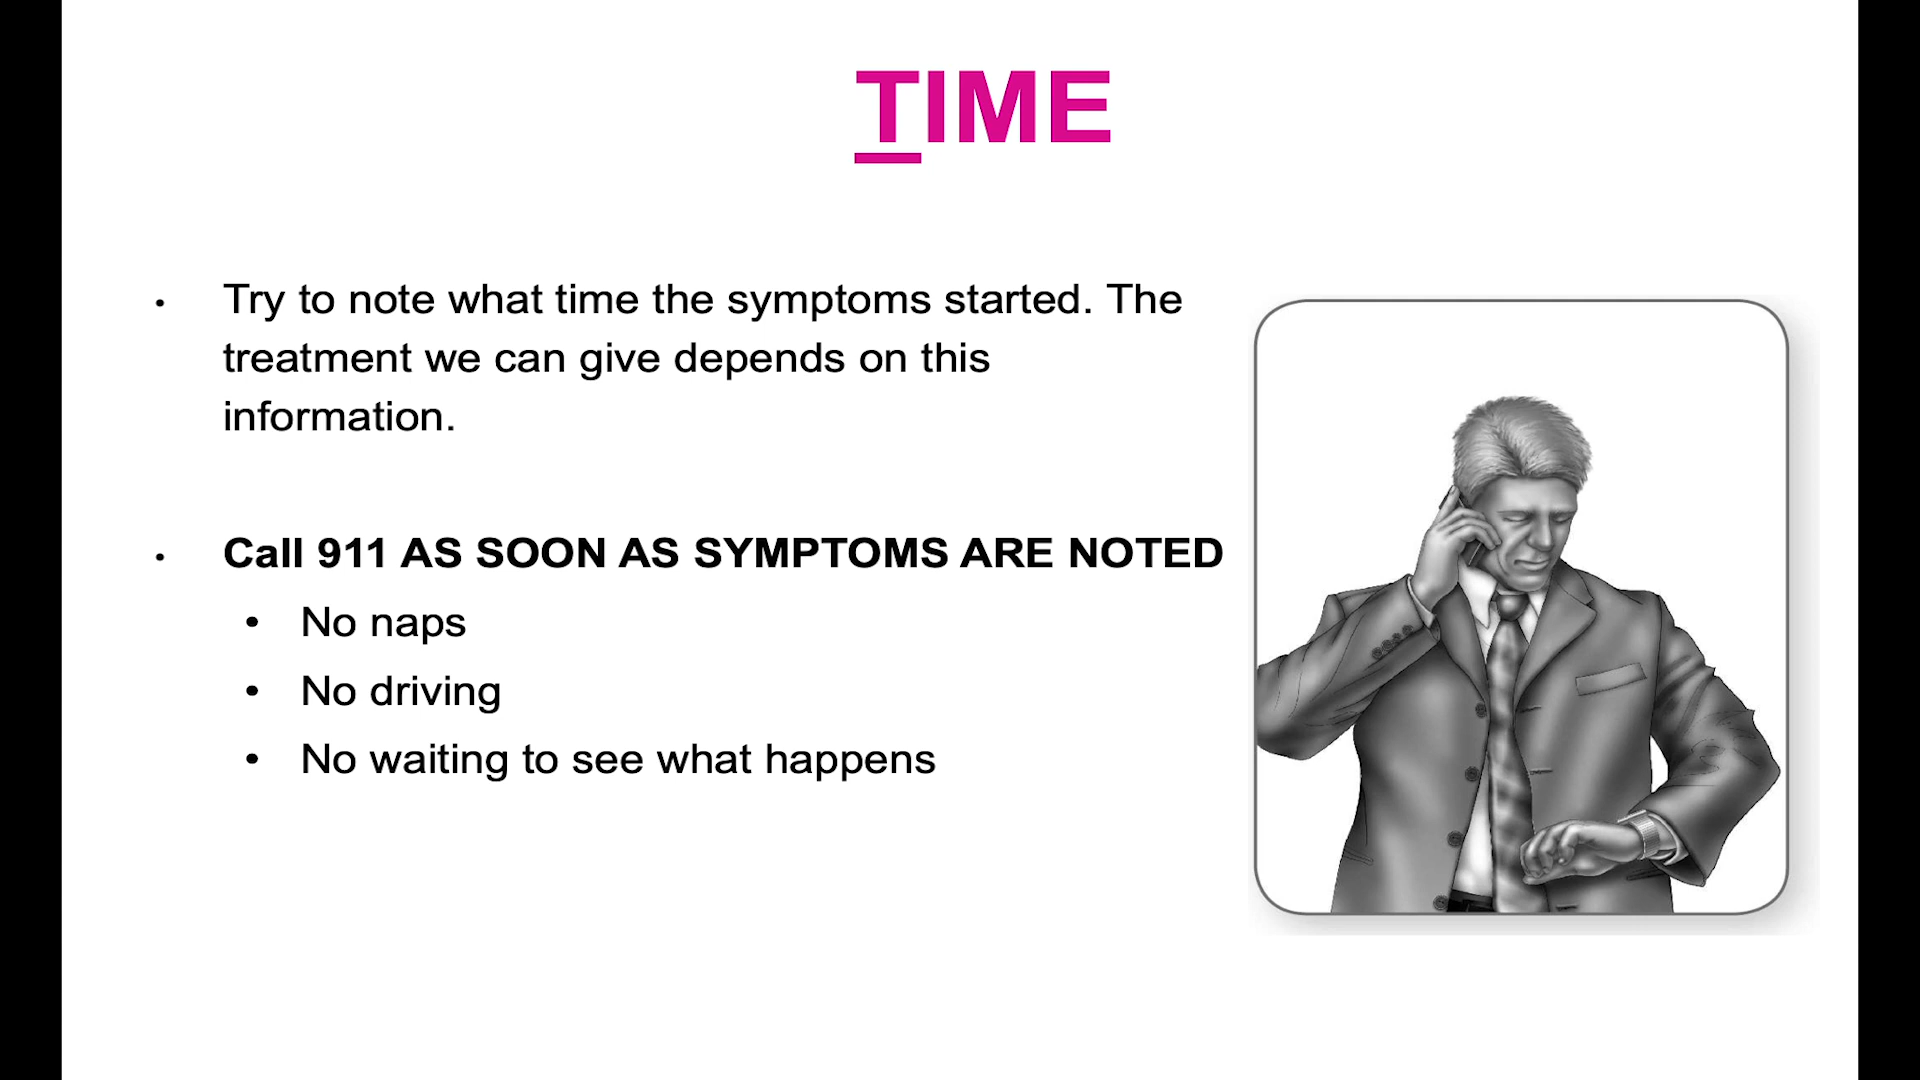 TIME
• Try to note what time the symptoms started. The
treatment we can give depends on this
information.
• Call 911 AS SOON AS SYMPTOMS ARE NOTED
• No naps
• No driving
• No waiting to see what happens